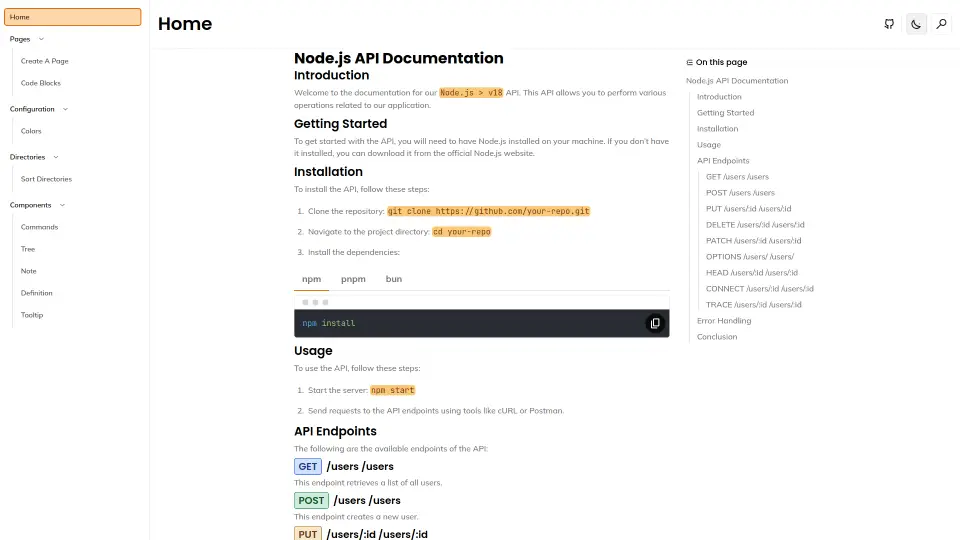 Home
Pages
Create A Page
Code Blocks
Configuration
Colors
Directories
Sort Directories
Components
Commands
Tree
Note
Definition
Tooltip
Home
Node.js API Documentation
Introduction
Welcome to the documentation for our Node.js > v18 API. This API allows you to perform various
operations related to our application.
Getting Started
To get started with the API, you will need to have Node.js installed on your machine. If you don't have
it installed, you can download it from the official Node.js website.
Installation
To install the API, follow these steps:
1. Clone the repository: git clone https://github.com/your-repo.git
2. Navigate to the project directory: cd your-repo
3. Install the dependencies:
npm pnpm bun
npm install
Usage
To use the API, follow these steps:
1. Start the server: npm start
2. Send requests to the API endpoints using tools like cURL or Postman.
API Endpoints
The following are the available endpoints of the API:
GET /users /users
This endpoint retrieves a list of all users.
POST /users /users
This endpoint creates a new user.
PUT /users/:id /users/:id
On this page
Node.js API Documentation
Introduction
Getting Started
Installation
Usage
API Endpoints
GET /users /users
POST /users /users
PUT /users/:id /users/:id
DELETE /users/:id /users/:id
PATCH /users/:id /users/:id
OPTIONS /users/ /users/
HEAD /users/:id /users/:id
CONNECT /users/:id /users/:id
TRACE /users/:id /users/:id
Error Handling
Conclusion